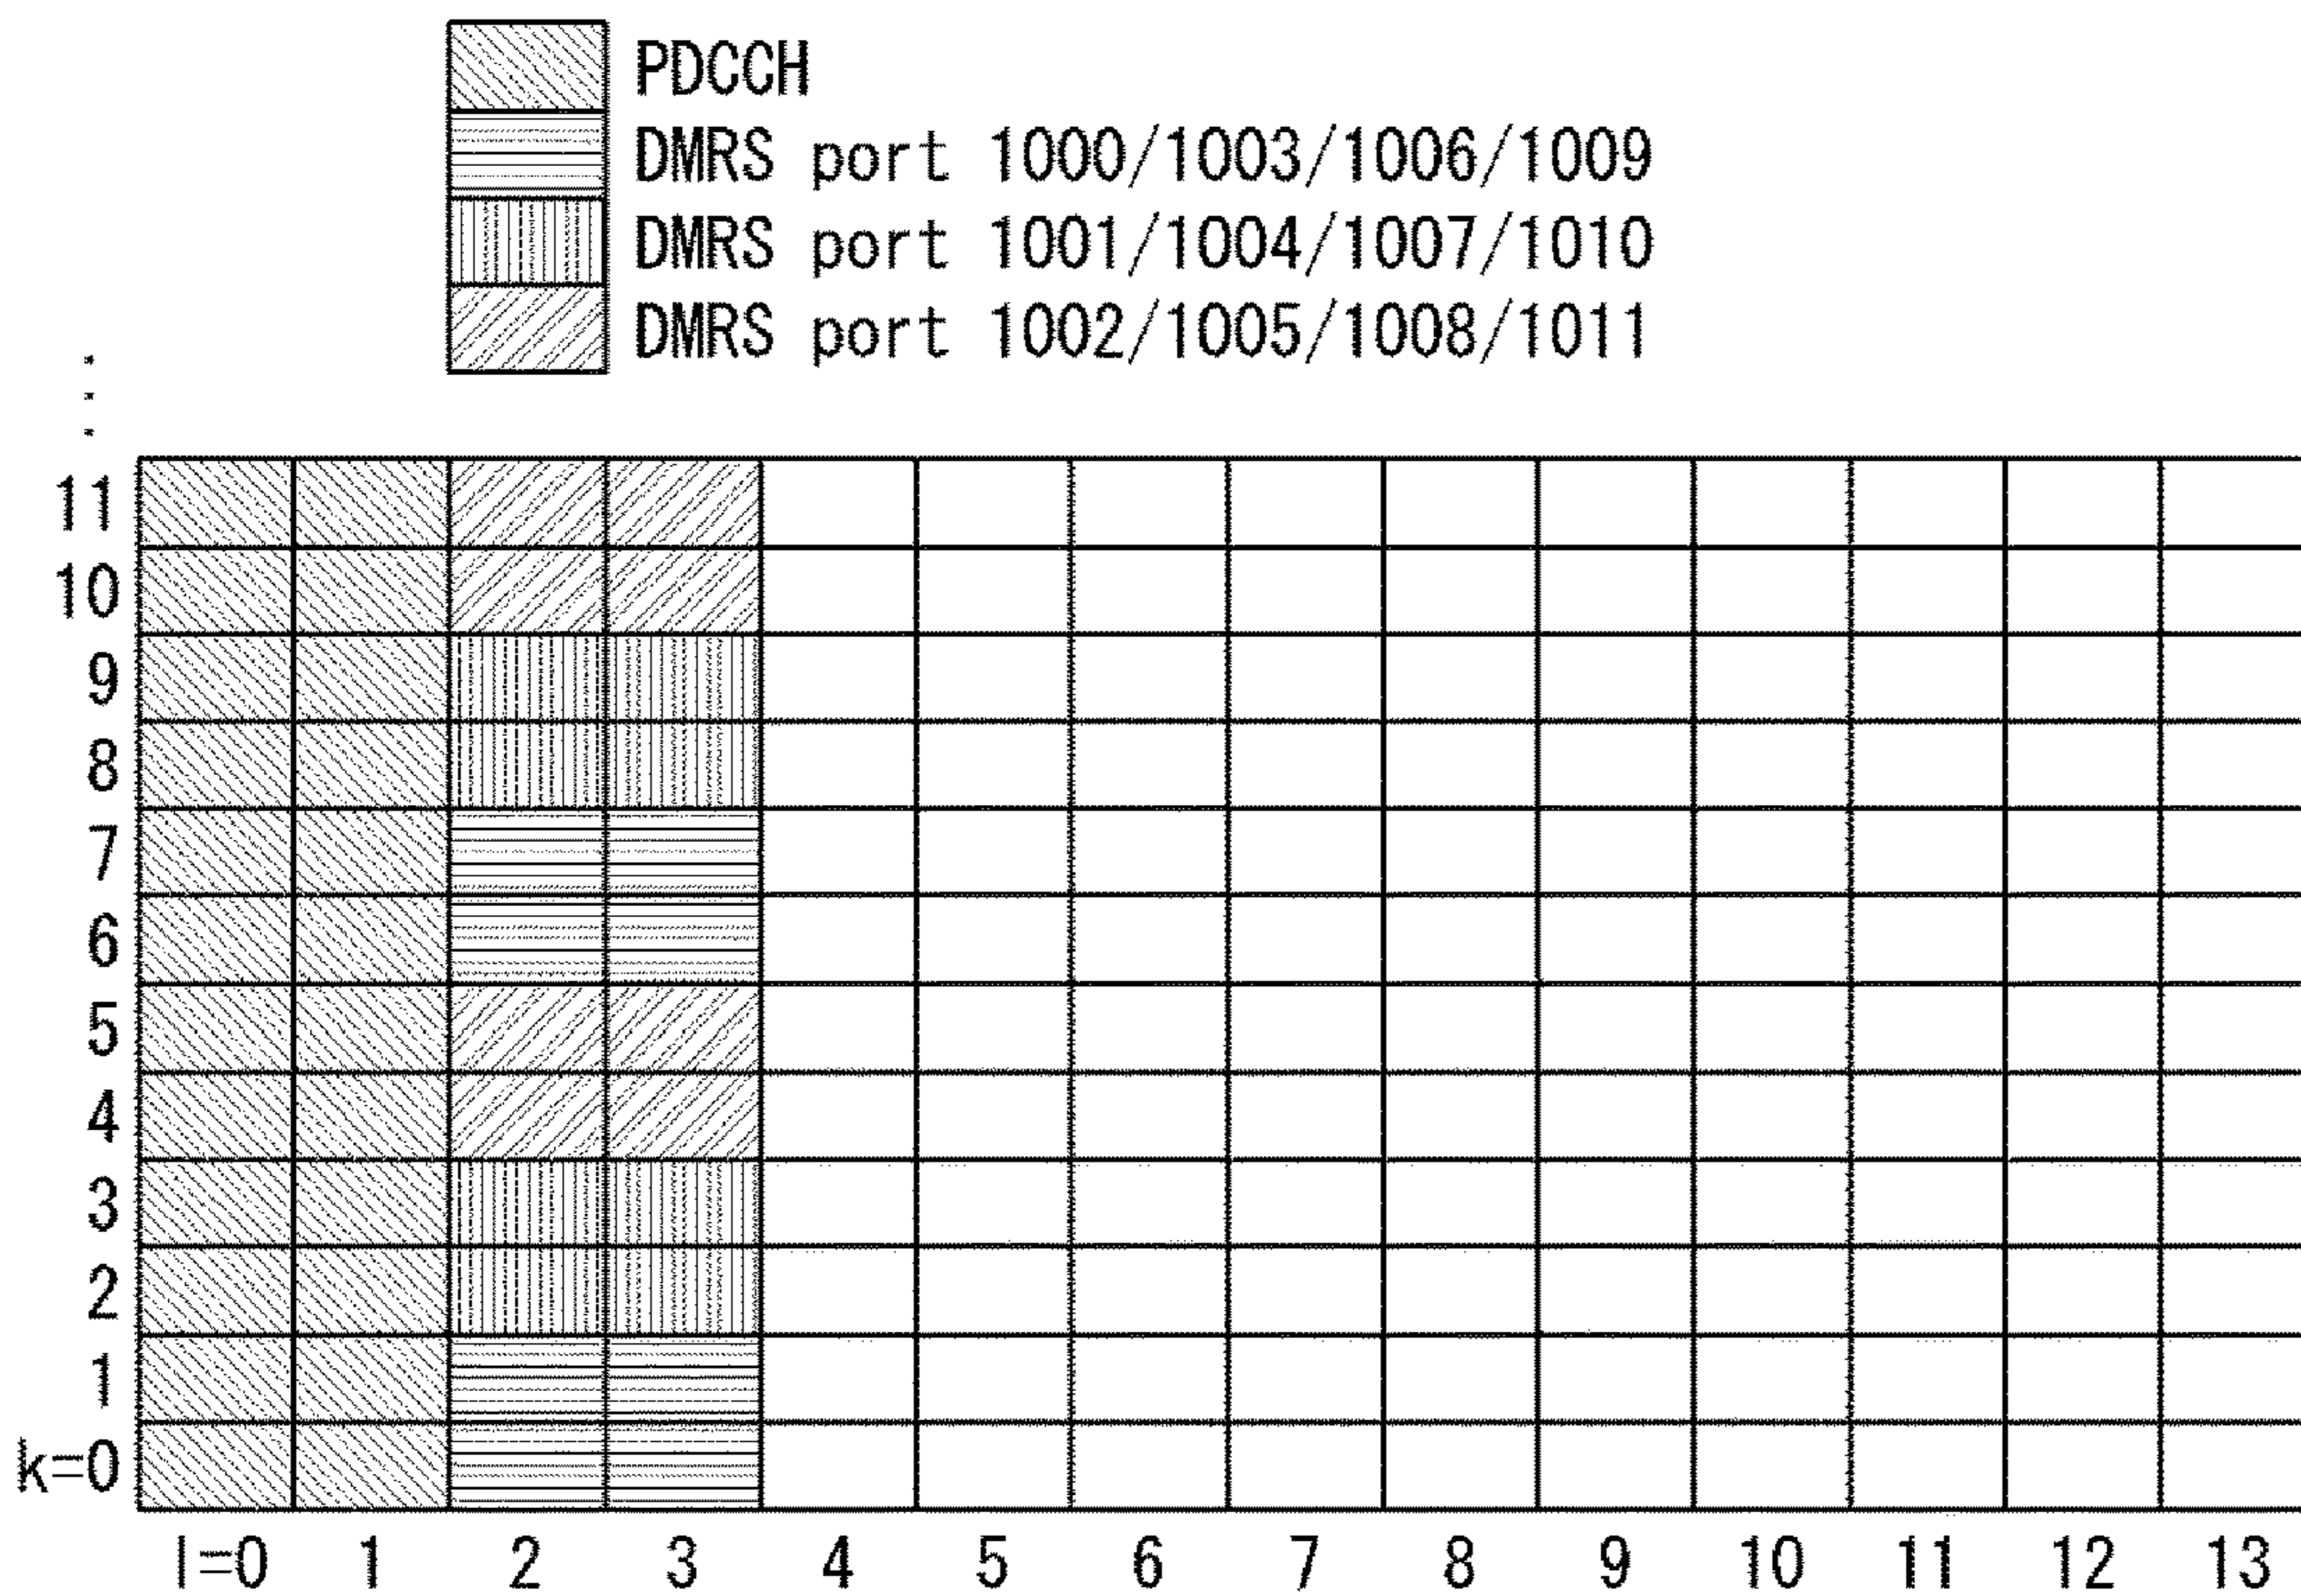 PDCCH
DMRS port 1000/1003/1006/1009
DMRS port 1001/1004/1007/1010
DMRS port 1002/1005/1008/1011
11
10
9
8
7
6
5
4
3
2
1
k=0
l=0 1 2 3 4 5 6 7 8 9 10 11 12 13